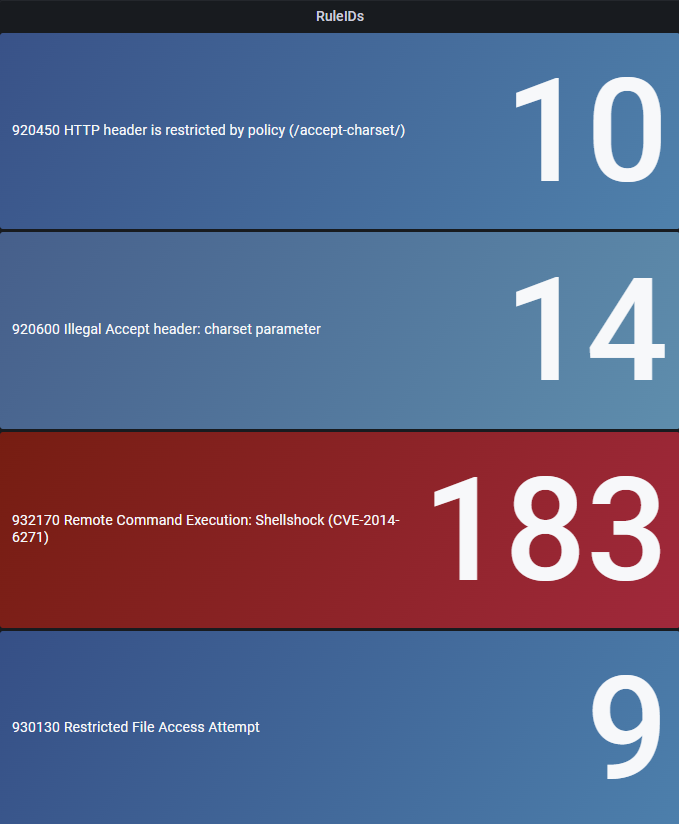 RuleIDs
920450 HTTP header is restricted by policy (/accept-charset/)
10
920600 Illegal Accept header: charset parameter
14
932170 Remote Command Execution: Shellshock (CVE-2014-
6271)
183
930130 Restricted File Access Attempt
9